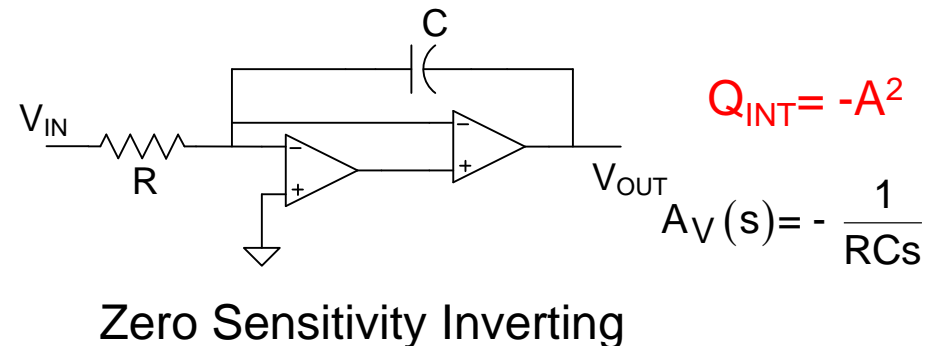 C
Q_INT= -A²
V_IN
−
−
+
R
+
V_OUT
A_V(s)= - 1/RCs
Zero Sensitivity Inverting